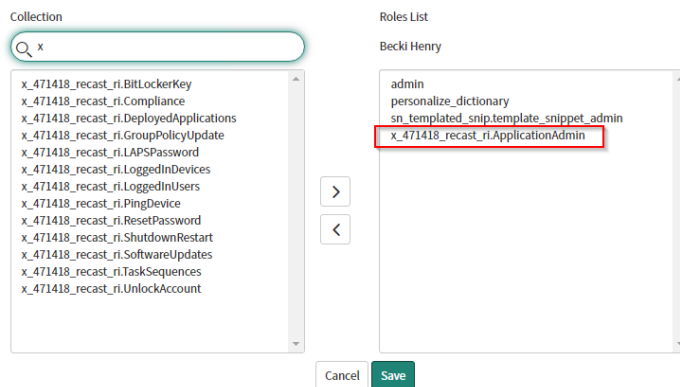 Collection
x
x_471418_recast_ri.BitLockerKey
x_471418_recast_ri.Compliance
x_471418_recast_ri.DeployedApplications
x_471418_recast_ri.GroupPolicyUpdate
x_471418_recast_ri.LAPSPassword
x_471418_recast_ri.LoggedInDevices
x_471418_recast_ri.LoggedInUsers
x_471418_recast_ri.PingDevice
x_471418_recast_ri.ResetPassword
x_471418_recast_ri.ShutdownRestart
x_471418_recast_ri.SoftwareUpdates
x_471418_recast_ri.TaskSequences
x_471418_recast_ri.UnlockAccount
Roles List
Becki Henry
admin
personalize_dictionary
sn_templated_snip.template_snippet_admin
x_471418_recast_ri.ApplicationAdmin
Cancel Save